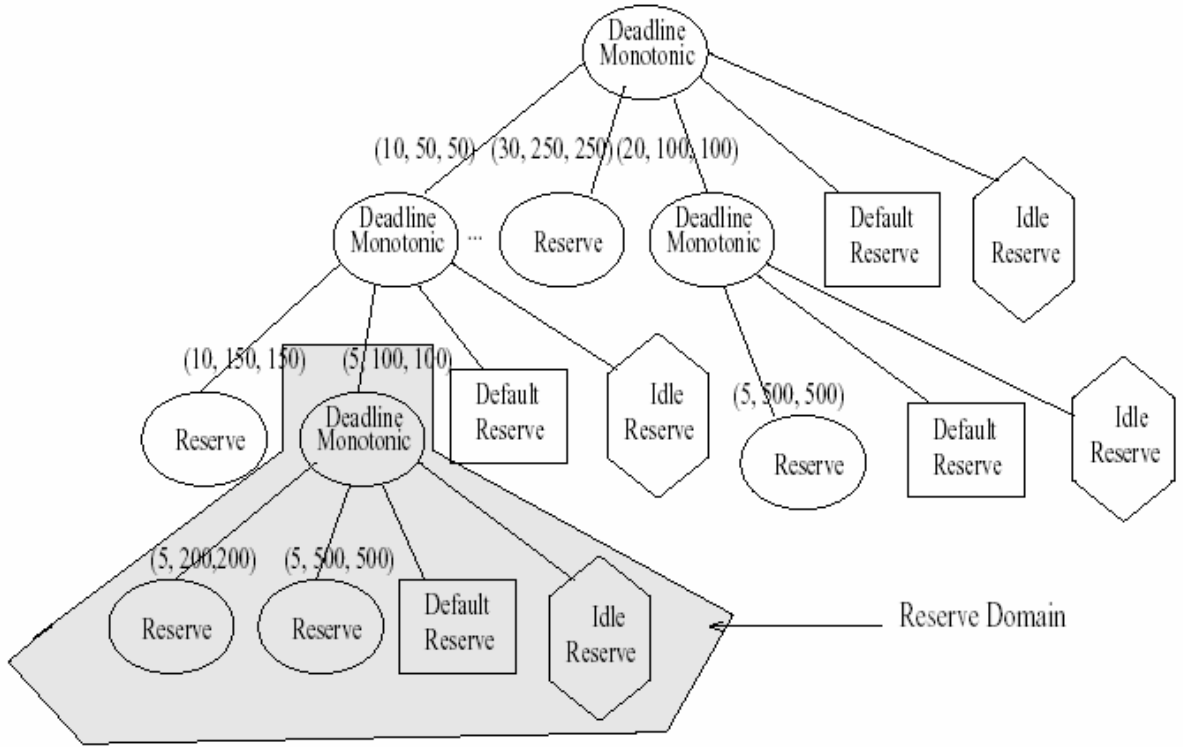 Deadline
Monotonic
(10, 50, 50)
(30, 250, 250)
(20, 100, 100)
Deadline
Monotonic
...
Reserve
Deadline
Monotonic
Default
Reserve
Idle
Reserve
(10, 150, 150)
(5, 100, 100)
(5, 500, 500)
Reserve
Deadline
Monotonic
Default
Reserve
Idle
Reserve
Reserve
Default
Reserve
Idle
Reserve
(5, 200,200)
(5, 500, 500)
Reserve
Reserve
Default
Reserve
Idle
Reserve
Reserve Domain